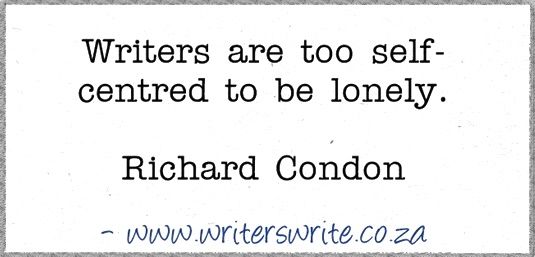 Writers are too self-
centred to be lonely.
Richard Condon
- www.writerswrite.co.za